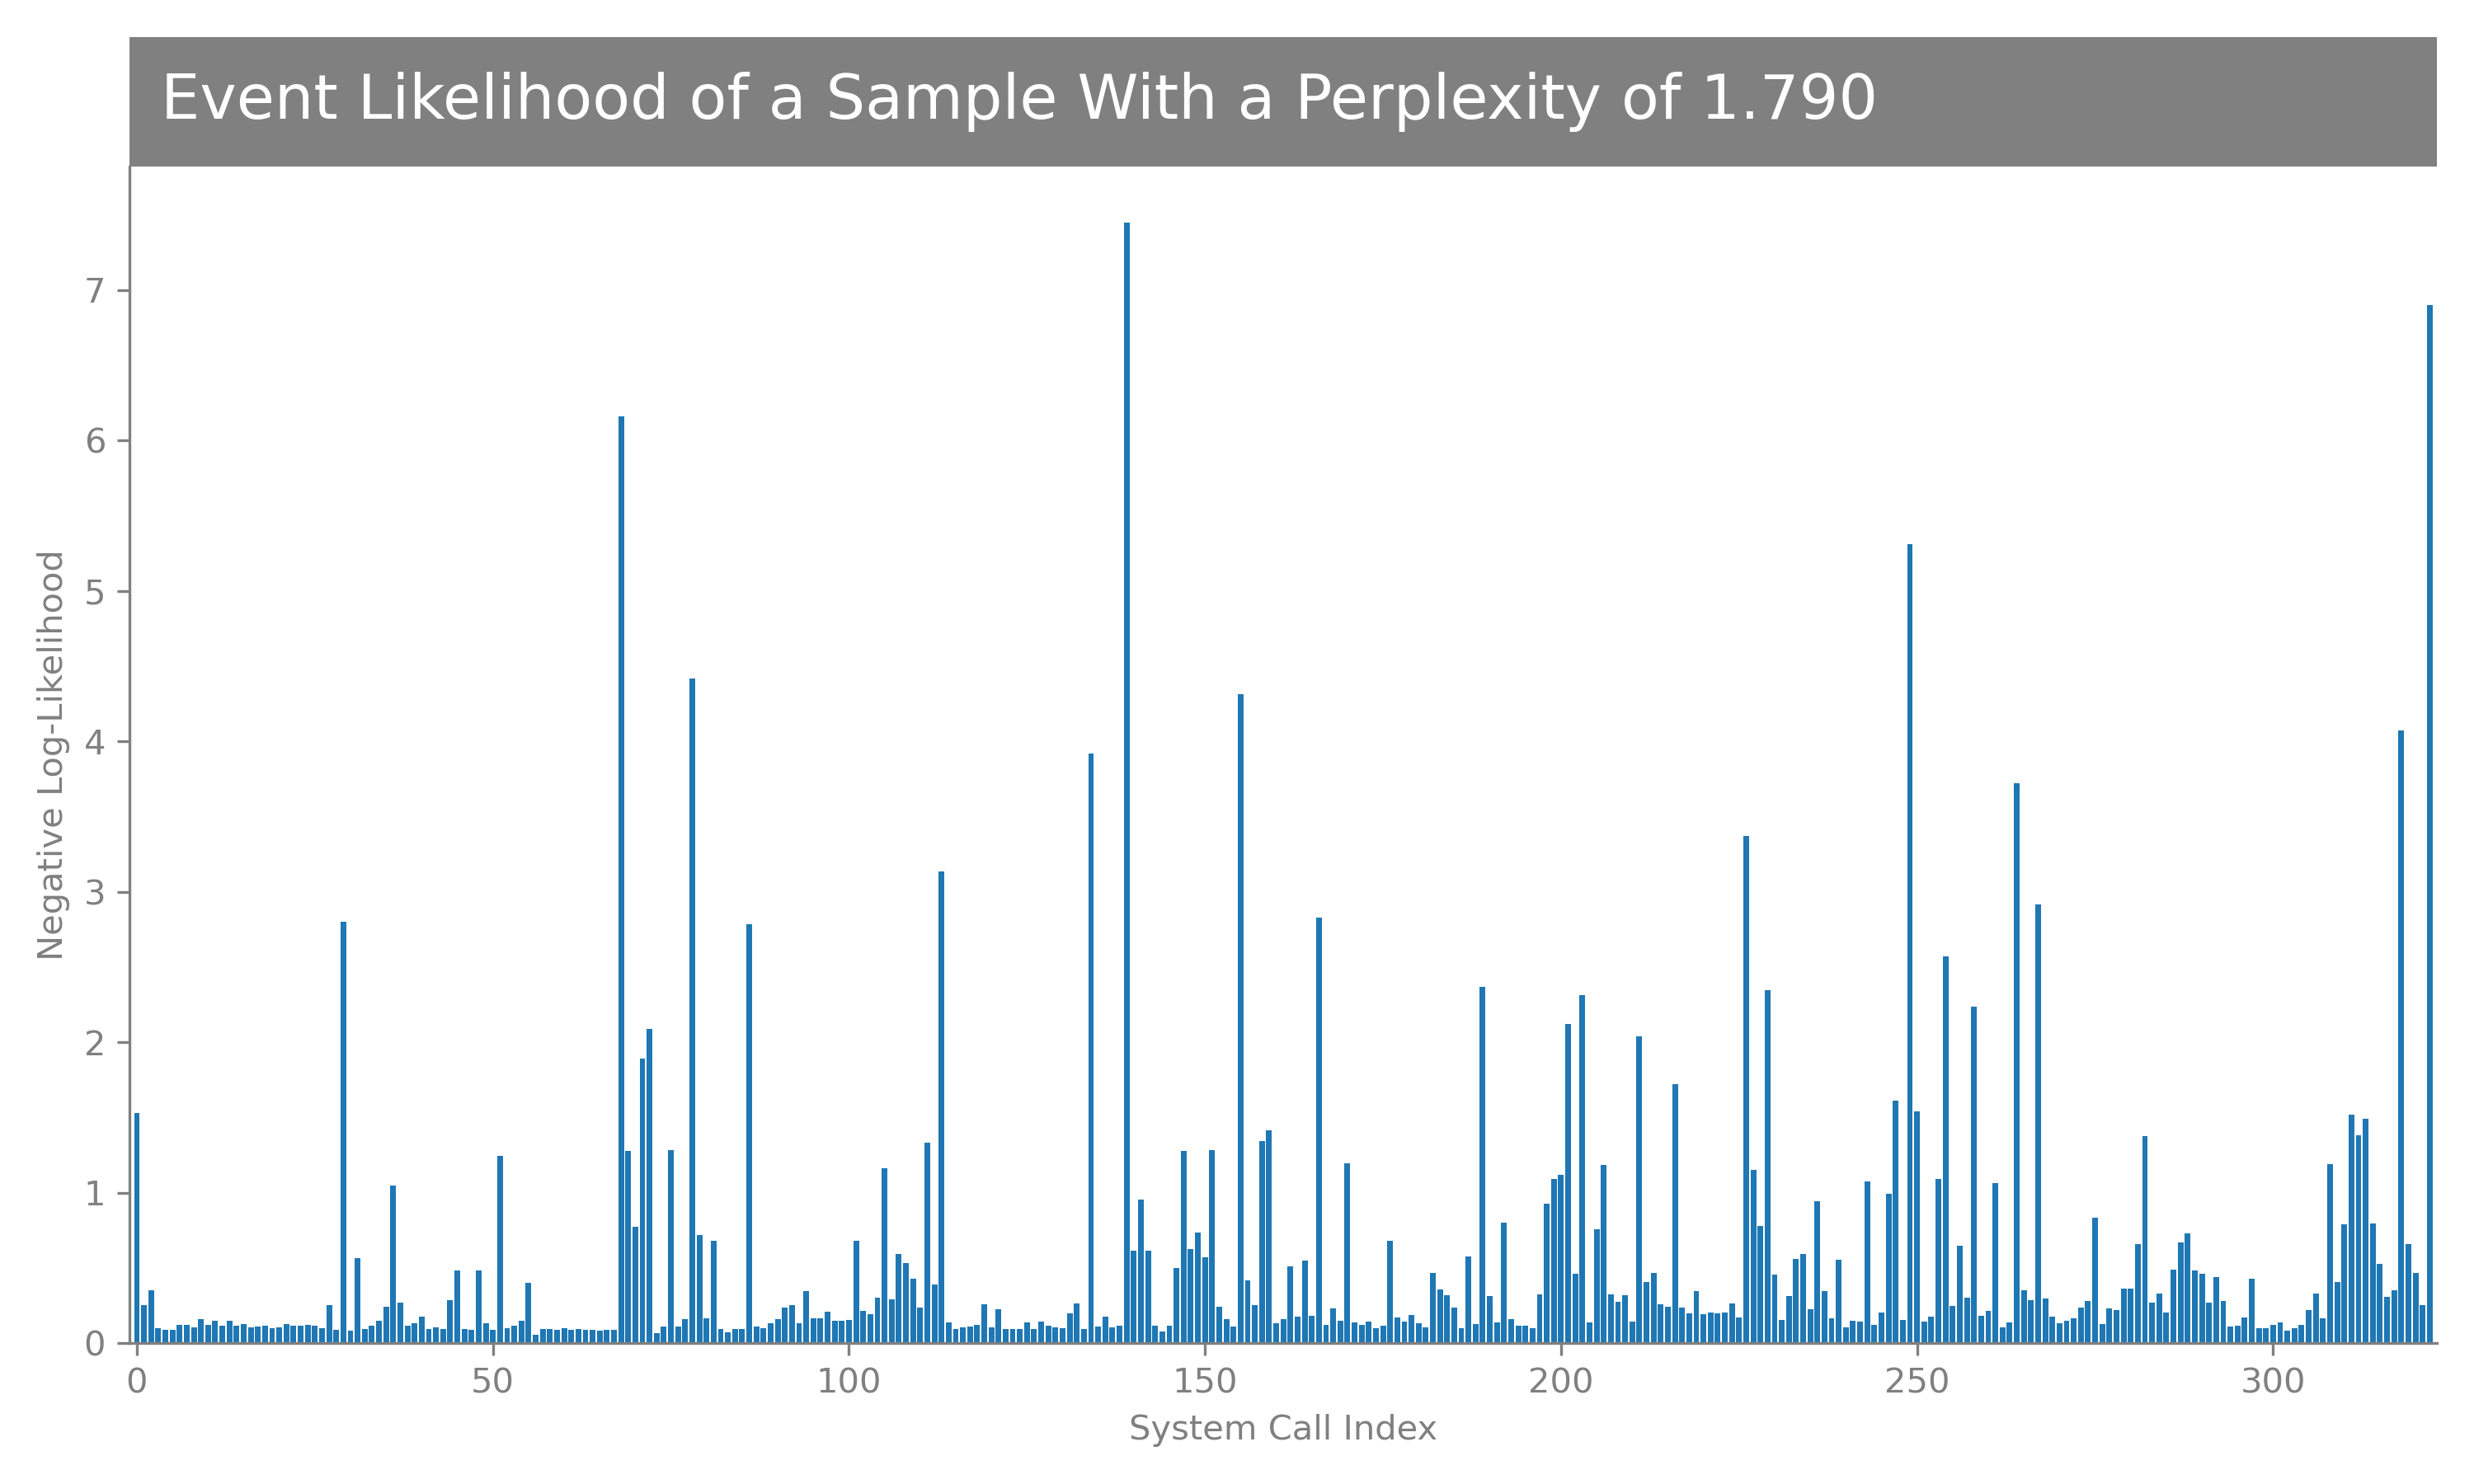 Event Likelihood of a Sample With a Perplexity of 1.790
Negative Log-Likelihood
7
6
5
4
3
2
1
0
0 50 100 150 200 250 300
System Call Index